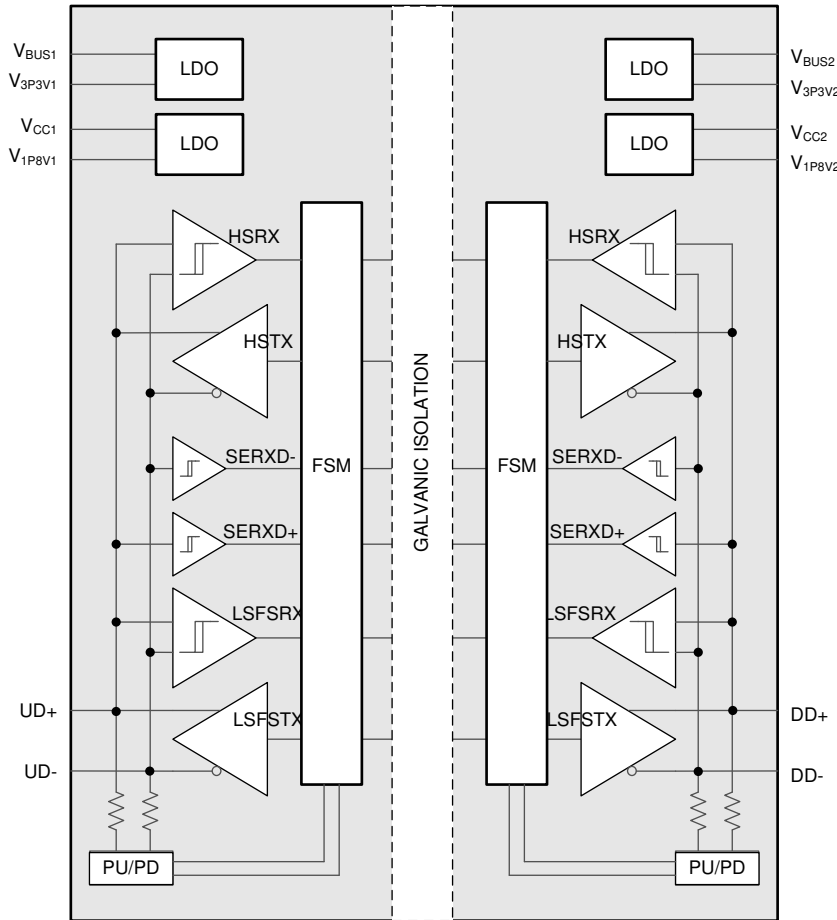 VBUS1
LDO
LDO
VBUS2
V3P3V1
V3P3V2
VCC1
LDO
LDO
VCC2
V1P8V1
V1P8V2
HSRX
HSRX
HSTX
HSTX
GALVANIC ISOLATION
SERXD-
FSM
FSM
SERXD-
SERXD+
SERXD+
LSFSRX
LSFSRX
UD+
LSFSTX
LSFSTX
DD+
UD-
DD-
PU/PD
PU/PD